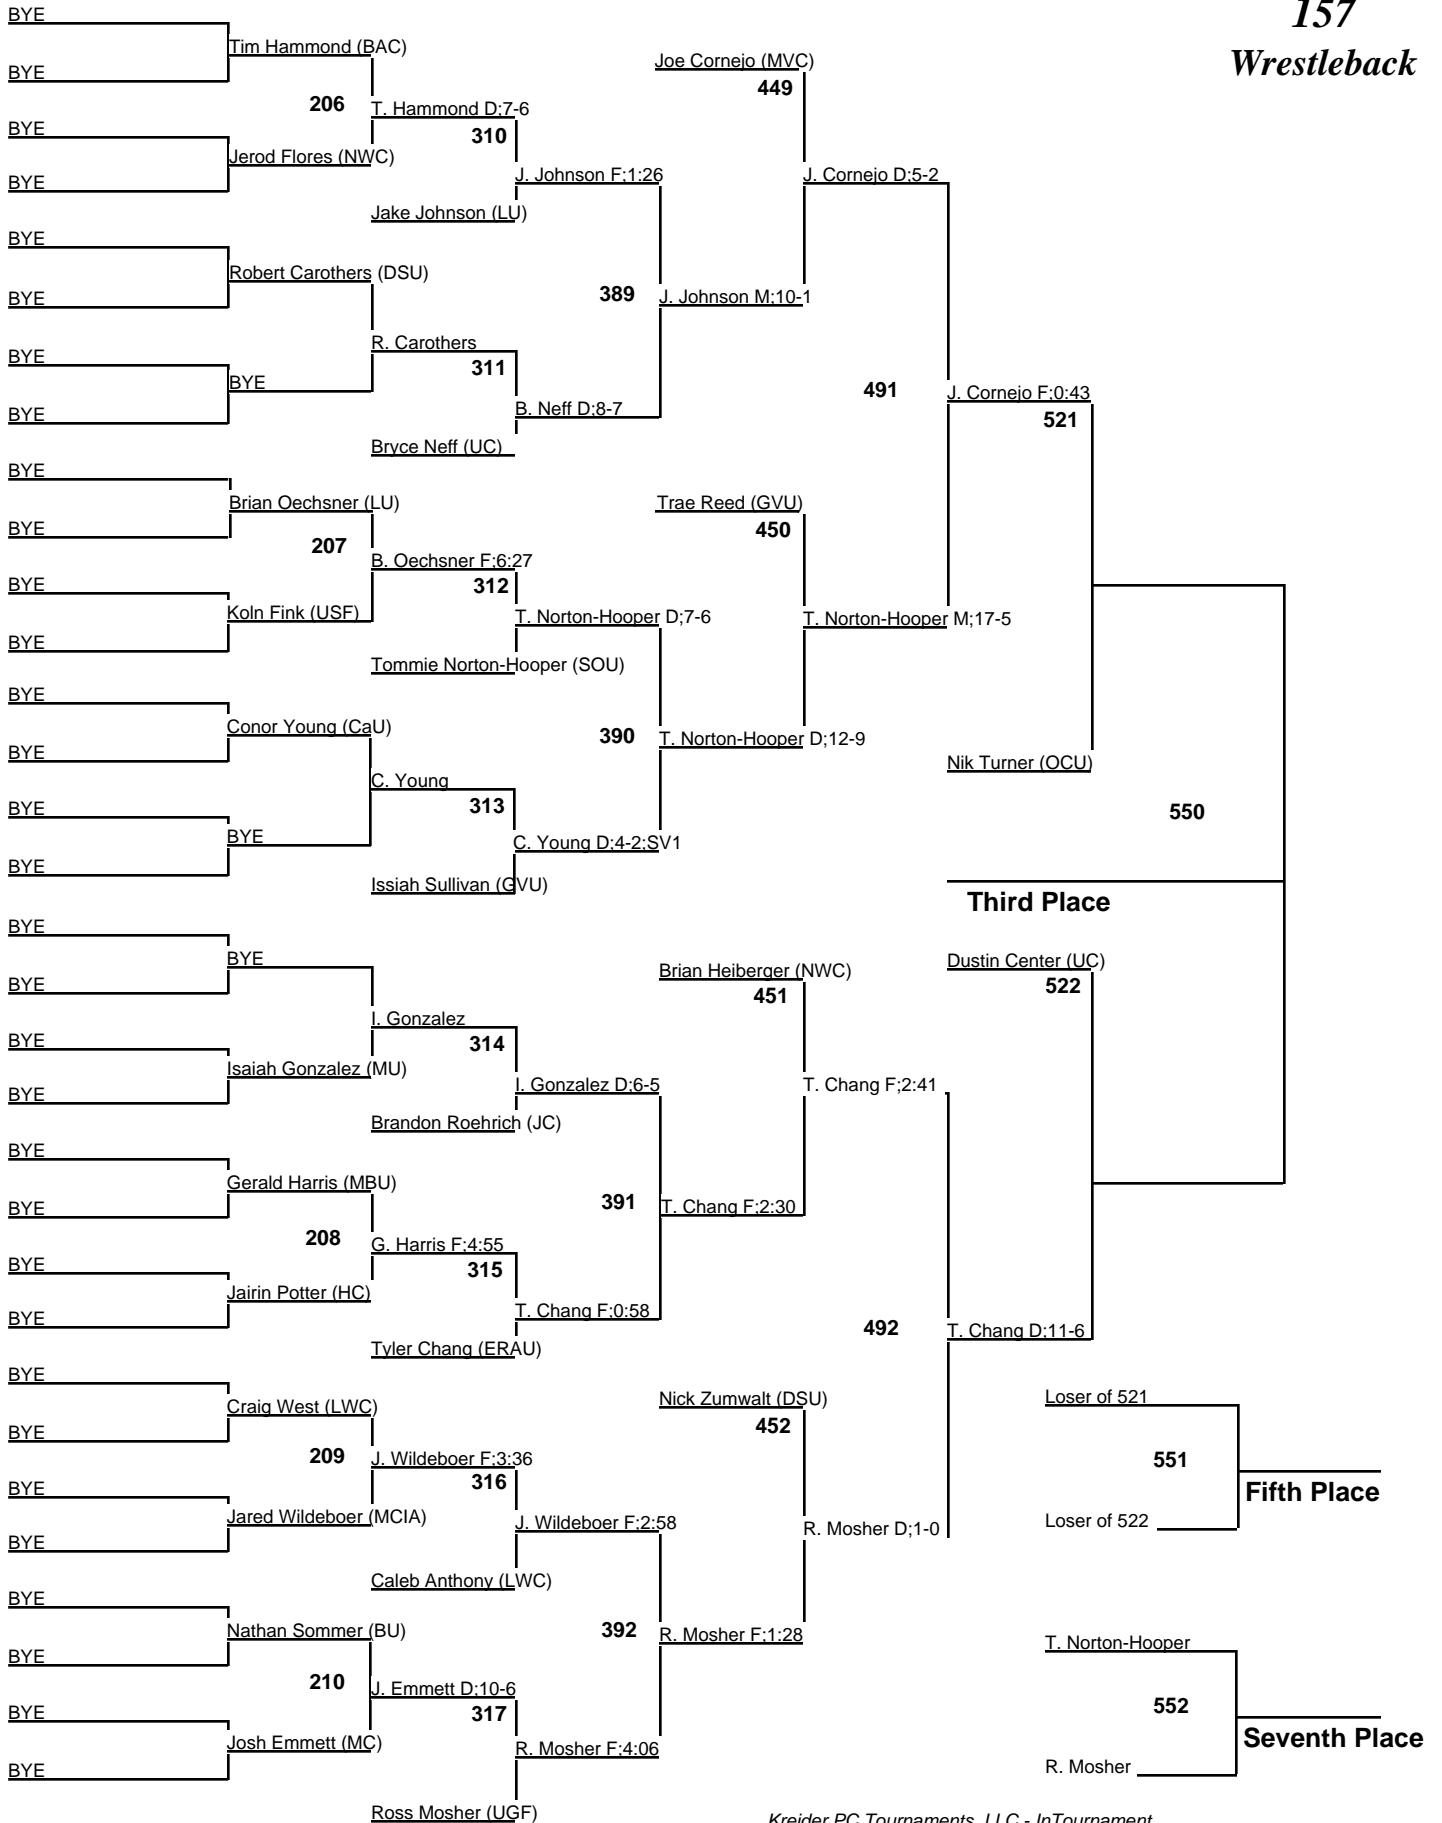 157
Wrestleback
BYE
Tim Hammond (BAC)
BYE
206
T. Hammond D;7-6
BYE
Jerod Flores (NWC)
BYE
310
J. Johnson F;1:26
Jake Johnson (LU)
BYE
Robert Carothers (DSU)
BYE
R. Carothers
BYE
BYE
BYE
311
B. Neff D;8-7
Bryce Neff (UC)
389
J. Johnson M;10-1
Joe Cornejo (MVC)
449
J. Cornejo D;5-2
BYE
Brian Oechsner (LU)
BYE
207
B. Oechsner F;6:27
BYE
Koln Fink (USF)
BYE
312
T. Norton-Hooper D;7-6
Tommie Norton-Hooper (SOU)
BYE
Conor Young (CaU)
BYE
C. Young
BYE
BYE
BYE
313
C. Young D;4-2;SV1
Issiah Sullivan (GVU)
390
T. Norton-Hooper D;12-9
Trae Reed (GVU)
450
T. Norton-Hooper M;17-5
491
J. Cornejo F;0:43
521
Nik Turner (OCU)
550
Third Place
BYE
BYE
BYE
I. Gonzalez
BYE
Isaiah Gonzalez (MU)
BYE
314
I. Gonzalez D;6-5
Brandon Roehrich (JC)
BYE
Gerald Harris (MBU)
BYE
208
G. Harris F;4:55
BYE
Jairin Potter (HC)
BYE
315
T. Chang F;0:58
Tyler Chang (ERAU)
391
T. Chang F;2:30
Brian Heiberger (NWC)
451
T. Chang F;2:41
BYE
Craig West (LWC)
BYE
209
J. Wildeboer F;3:36
BYE
Jared Wildeboer (MCIA)
BYE
316
J. Wildeboer F;2:58
Caleb Anthony (LWC)
BYE
Nathan Sommer (BU)
BYE
210
J. Emmett D;10-6
BYE
Josh Emmett (MC)
BYE
317
R. Mosher F;4:06
Ross Mosher (UGF)
392
R. Mosher F;1:28
Nick Zumwalt (DSU)
452
R. Mosher D;1-0
492
T. Chang D;11-6
Dustin Center (UC)
522
Loser of 521
551
Fifth Place
Loser of 522
T. Norton-Hooper
552
Seventh Place
R. Mosher
Kreider PC Tournaments, LLC - InTournament